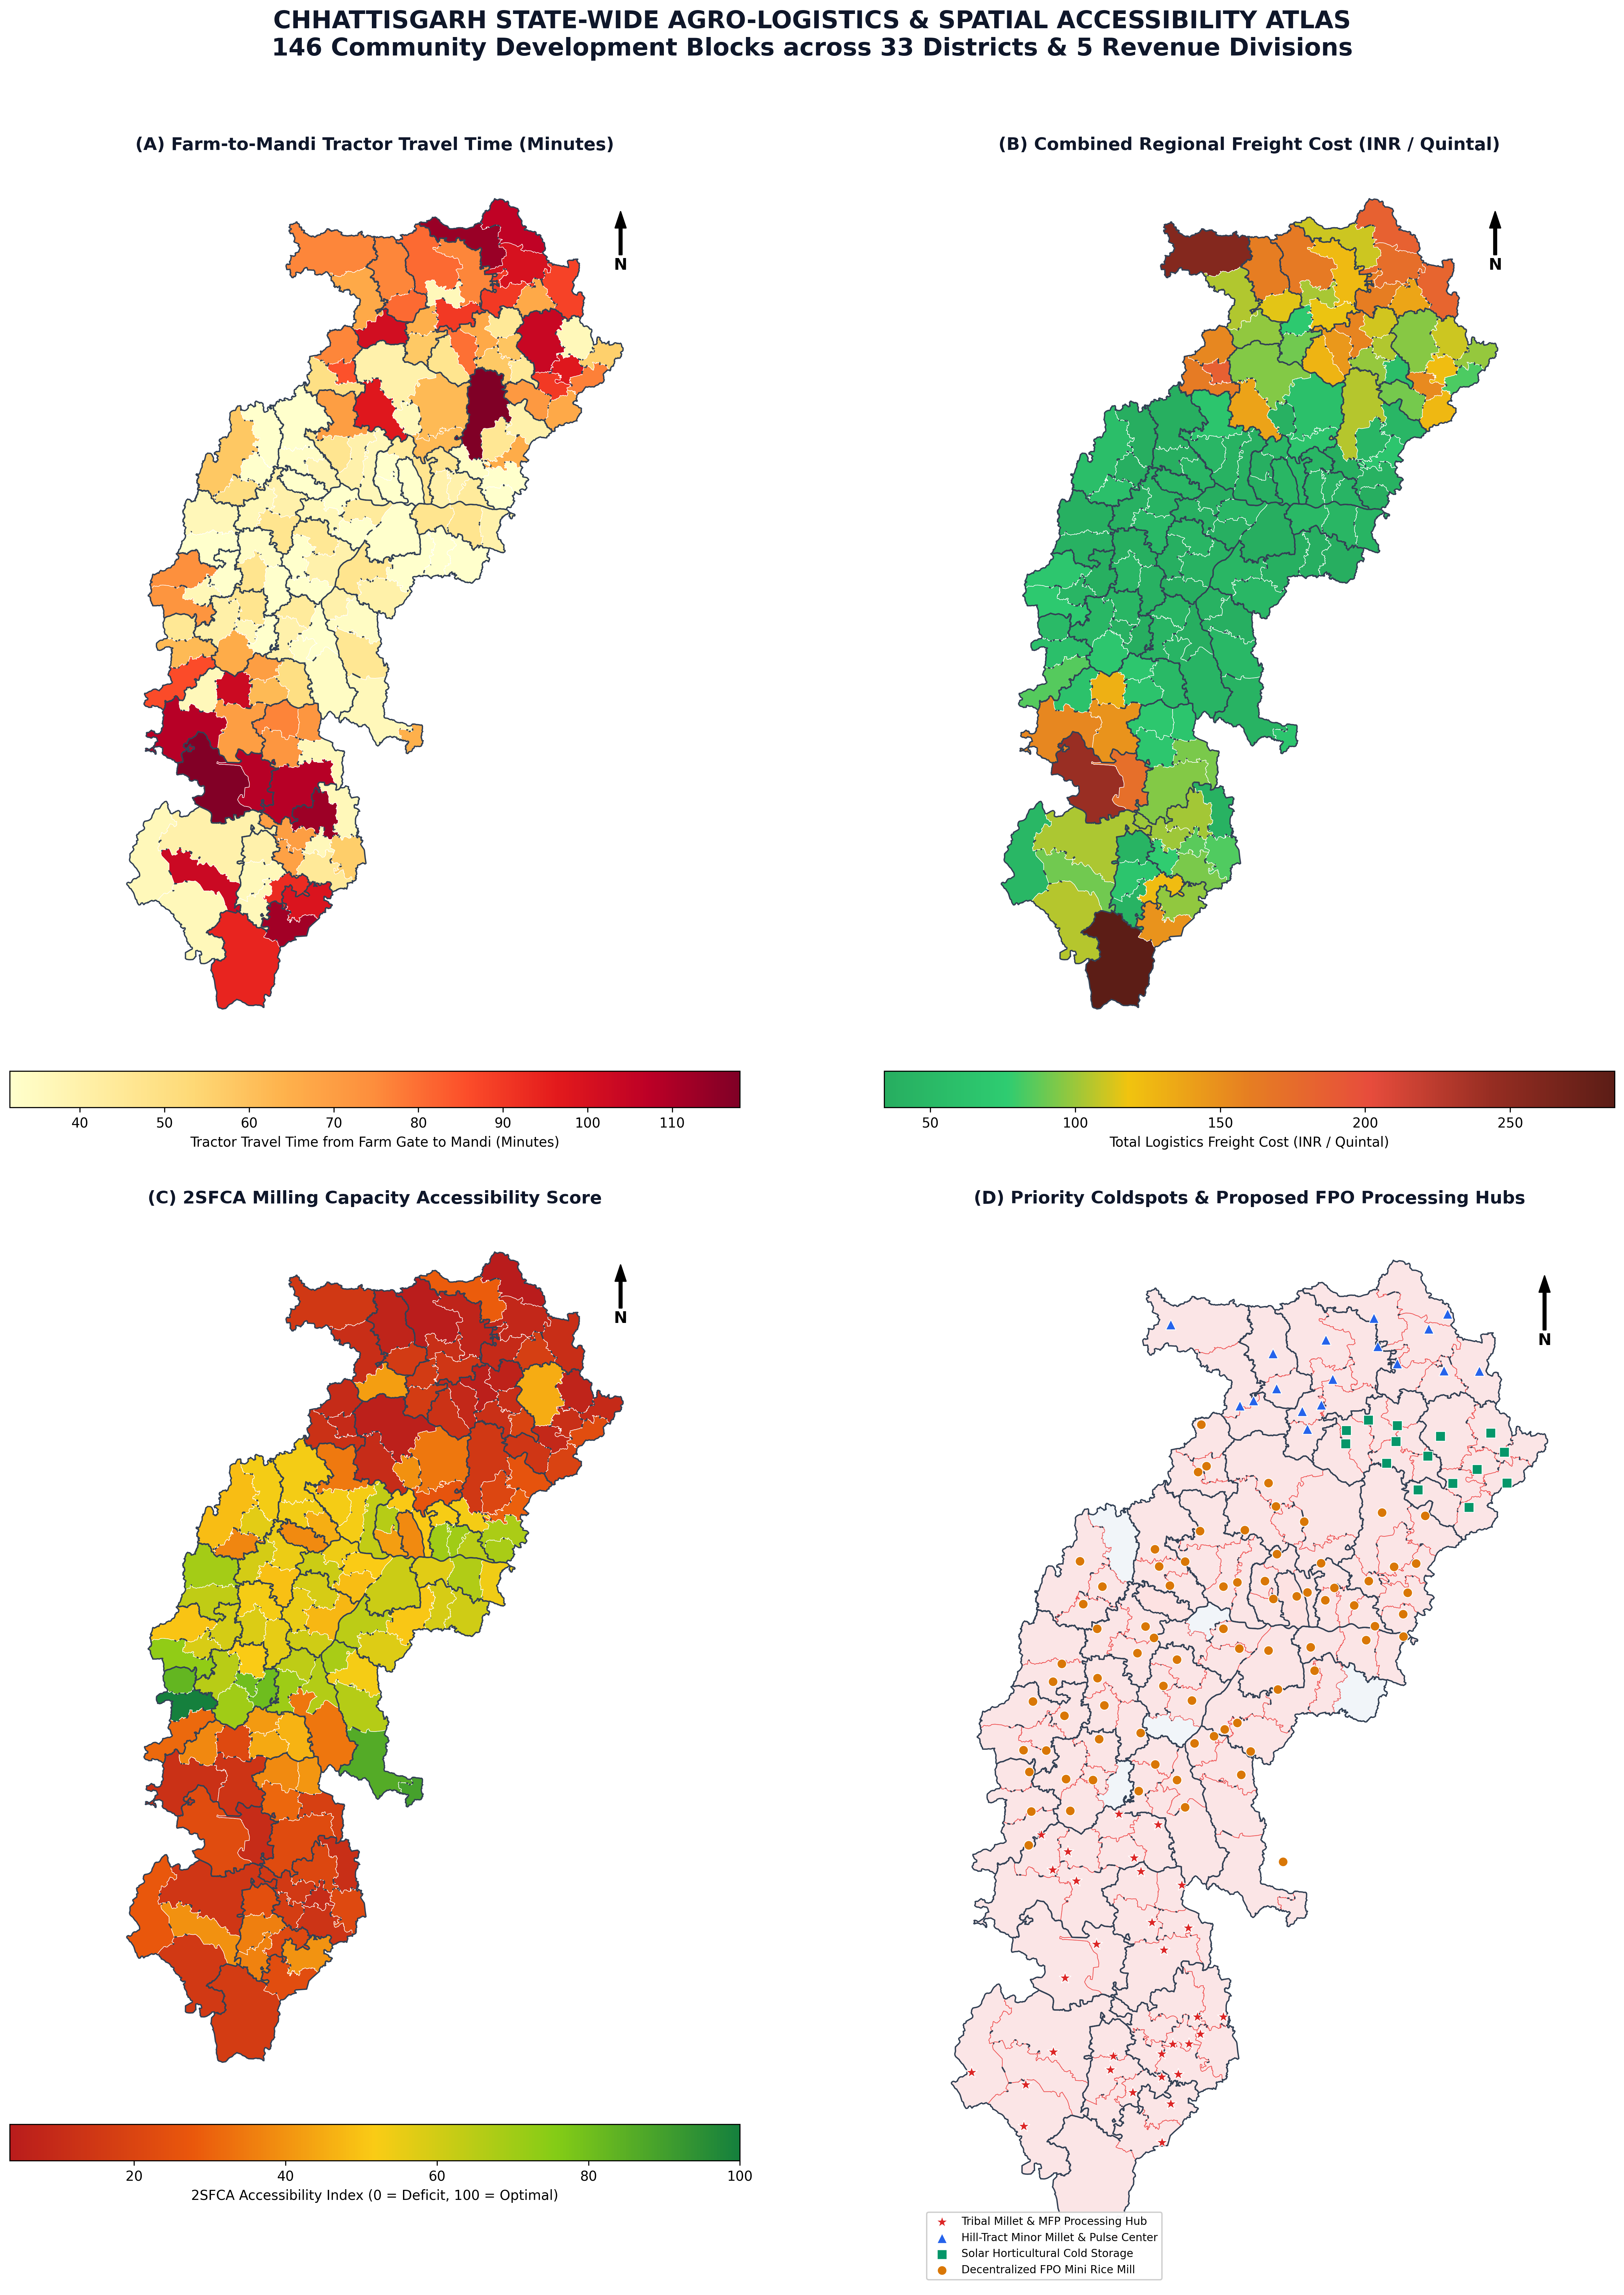 CHHATTISGARH STATE-WIDE AGRO-LOGISTICS & SPATIAL ACCESSIBILITY ATLAS
146 Community Development Blocks across 33 Districts & 5 Revenue Divisions
(A) Farm-to-Mandi Tractor Travel Time (Minutes)
N
40 50 60 70 80 90 100 110
Tractor Travel Time from Farm Gate to Mandi (Minutes)
(B) Combined Regional Freight Cost (INR / Quintal)
N
50 100 150 200 250
Total Logistics Freight Cost (INR / Quintal)
(C) 2SFCA Milling Capacity Accessibility Score
N
20 40 60 80 100
2SFCA Accessibility Index (0 = Deficit, 100 = Optimal)
(D) Priority Coldspots & Proposed FPO Processing Hubs
N
Tribal Millet & MFP Processing Hub
Hill-Tract Minor Millet & Pulse Center
Solar Horticultural Cold Storage
Decentralized FPO Mini Rice Mill